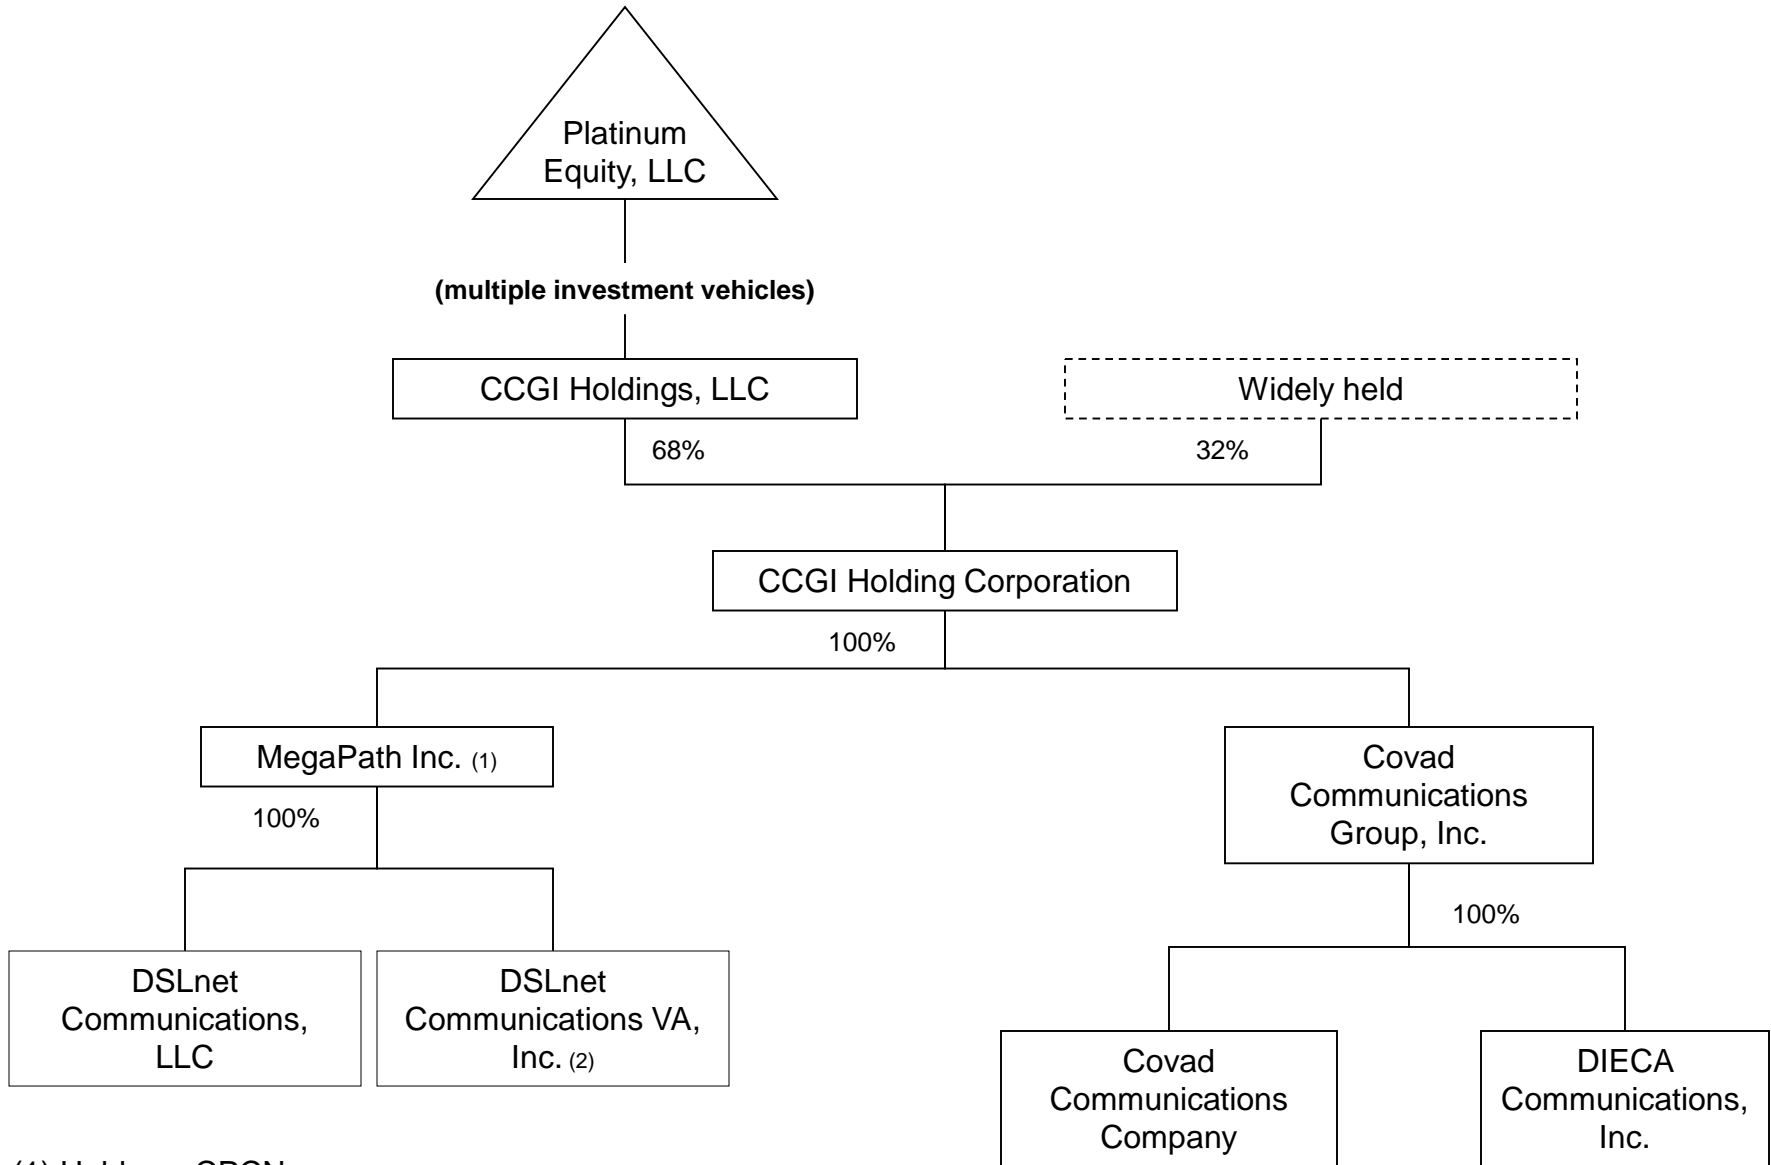 Platinum
Equity, LLC
(multiple investment vehicles)
CCGI Holdings, LLC
Widely held
68%
32%
CCGI Holding Corporation
100%
MegaPath Inc. (1)
Covad
Communications
Group, Inc.
100%
100%
DSLnet
Communications,
LLC
DSLnet
Communications VA,
Inc. (2)
Covad
Communications
Company
DIECA
Communications,
Inc.